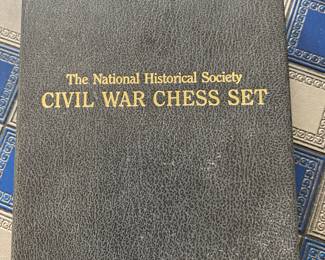 The National Historical Society
CIVIL WAR CHESS SET